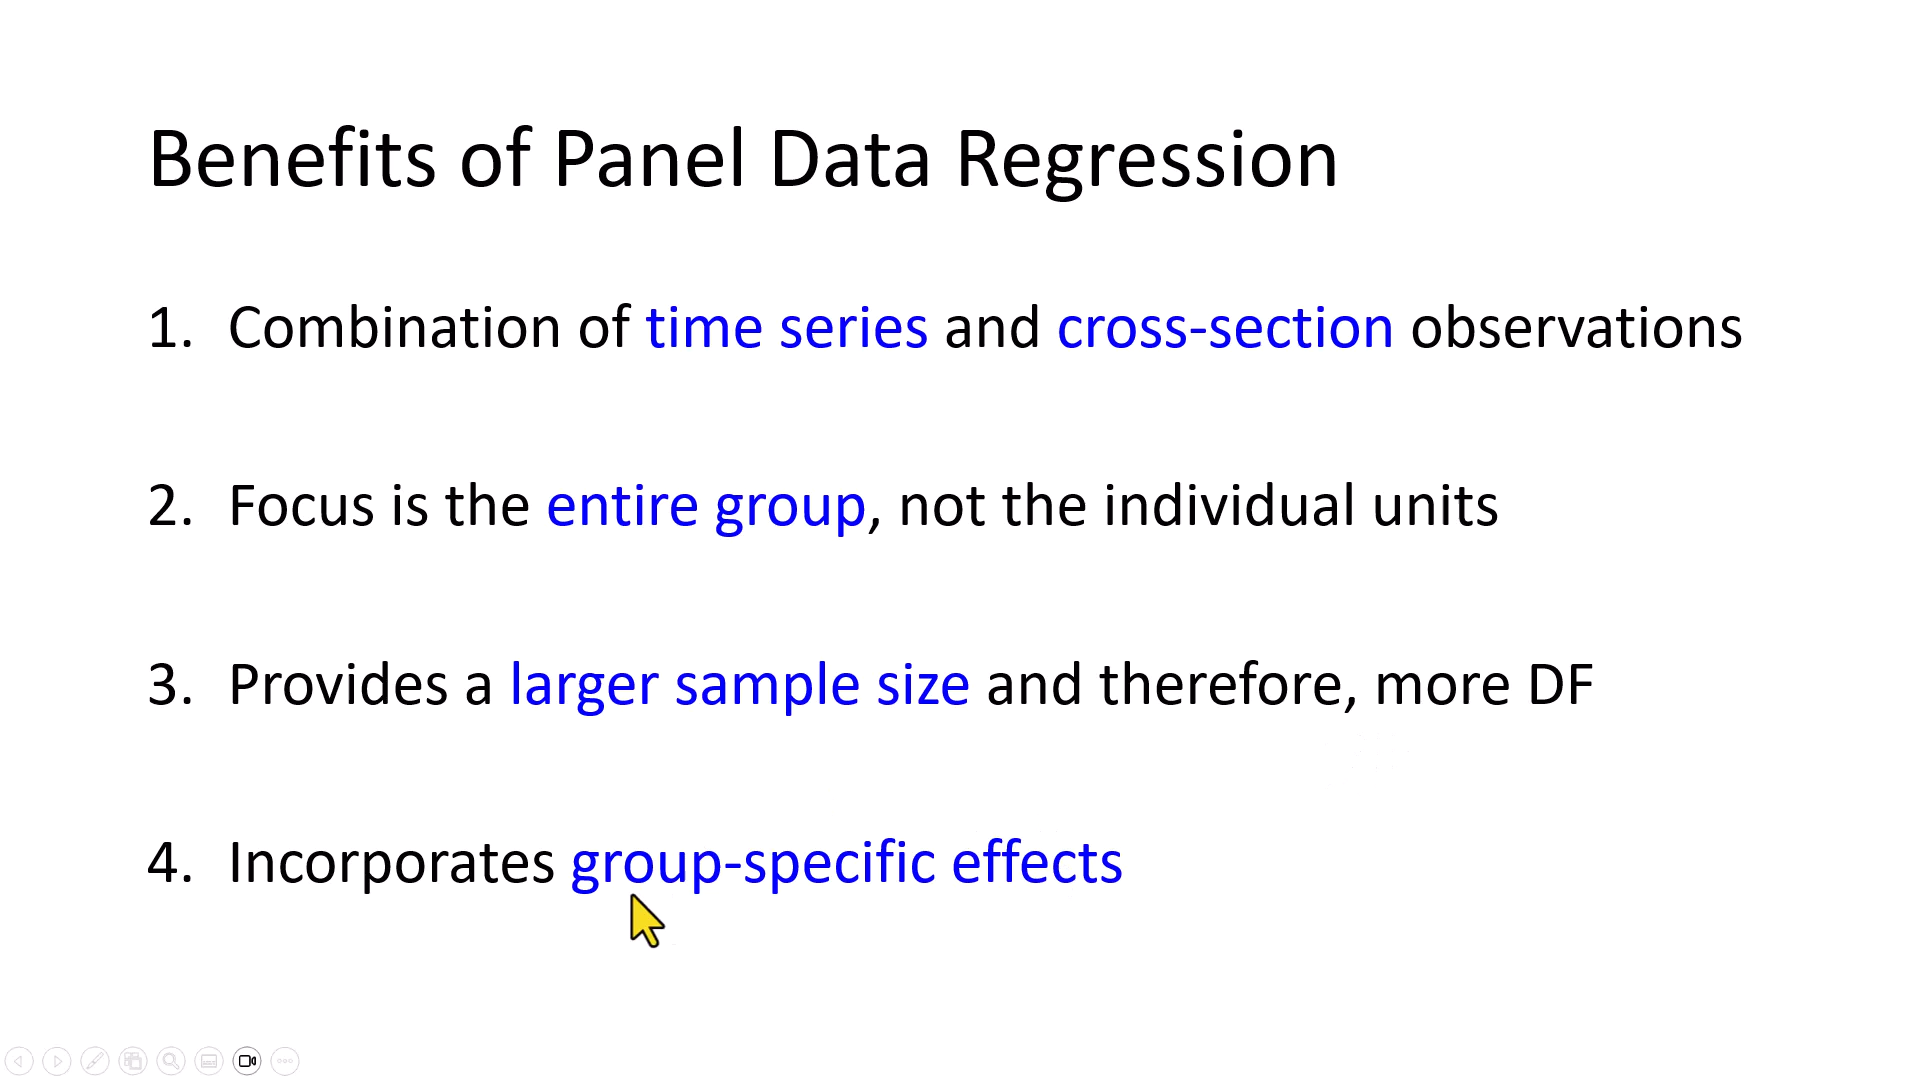 Benefits of Panel Data Regression
1. Combination of time series and cross-section observations
2. Focus is the entire group, not the individual units
3. Provides a larger sample size and therefore, more DF
4. Incorporates group-specific effects